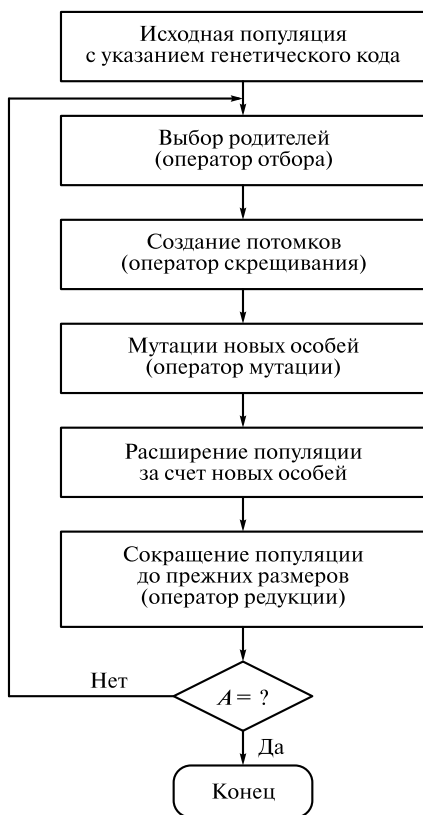 Исходная популяция
с указанием генетического кода
Выбор родителей
(оператор отбора)
Создание потомков
(оператор скрещивания)
Мутации новых особей
(оператор мутации)
Расширение популяции
за счет новых особей
Сокращение популяции
до прежних размеров
(оператор редукции)
Нет
A = ?
Да
Конец